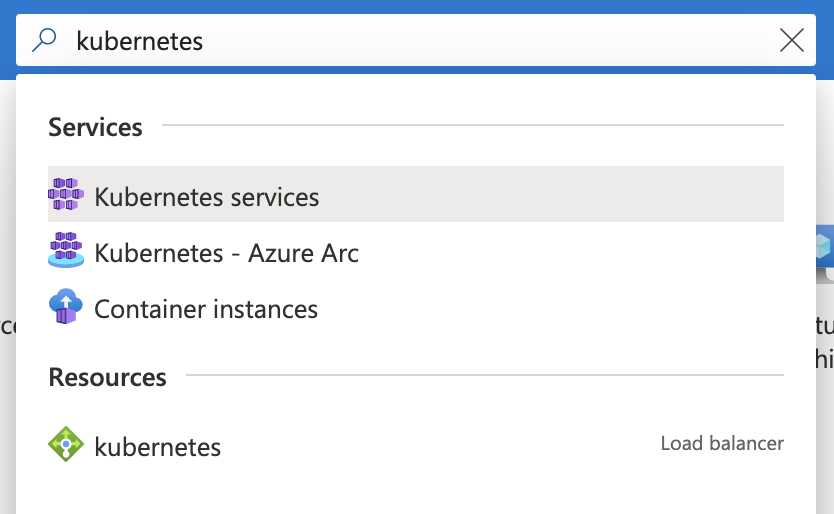 kubernetes
Services
Kubernetes services
Kubernetes - Azure Arc
Container instances
Resources
kubernetes Load balancer